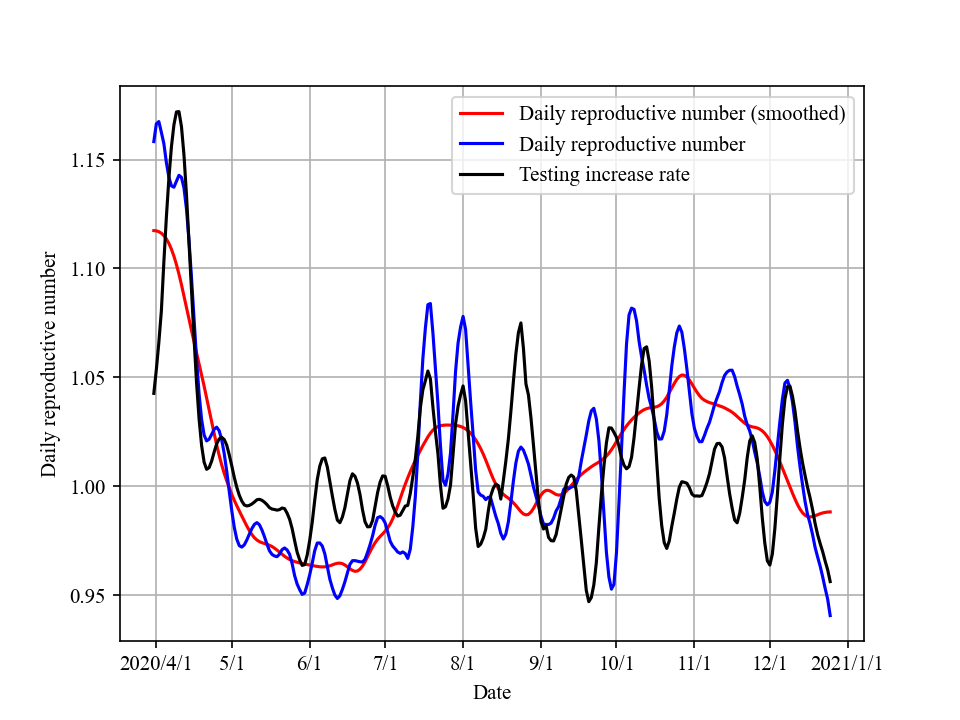 Daily reproductive number (smoothed)
Daily reproductive number
Testing increase rate
Daily reproductive number
1.15
1.10
1.05
1.00
0.95
2020/4/1 5/1 6/1 7/1 8/1 9/1 10/1 11/1 12/1 2021/1/1
Date